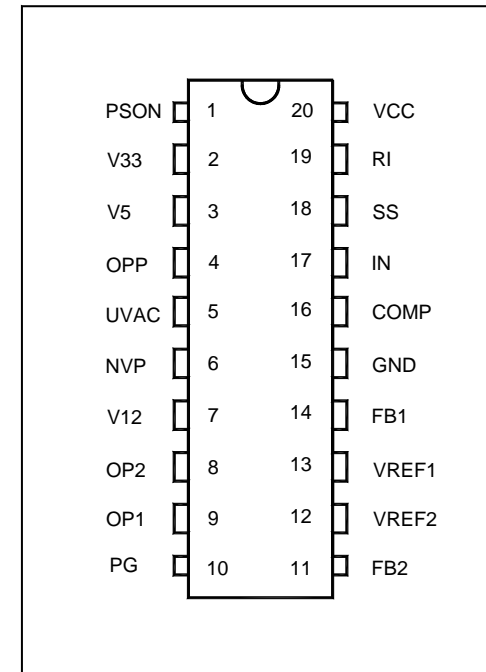 PSON 1 20 VCC
V33 2 19 RI
V5 3 18 SS
OPP 4 17 IN
UVAC 5 16 COMP
NVP 6 15 GND
V12 7 14 FB1
OP2 8 13 VREF1
OP1 9 12 VREF2
PG 10 11 FB2